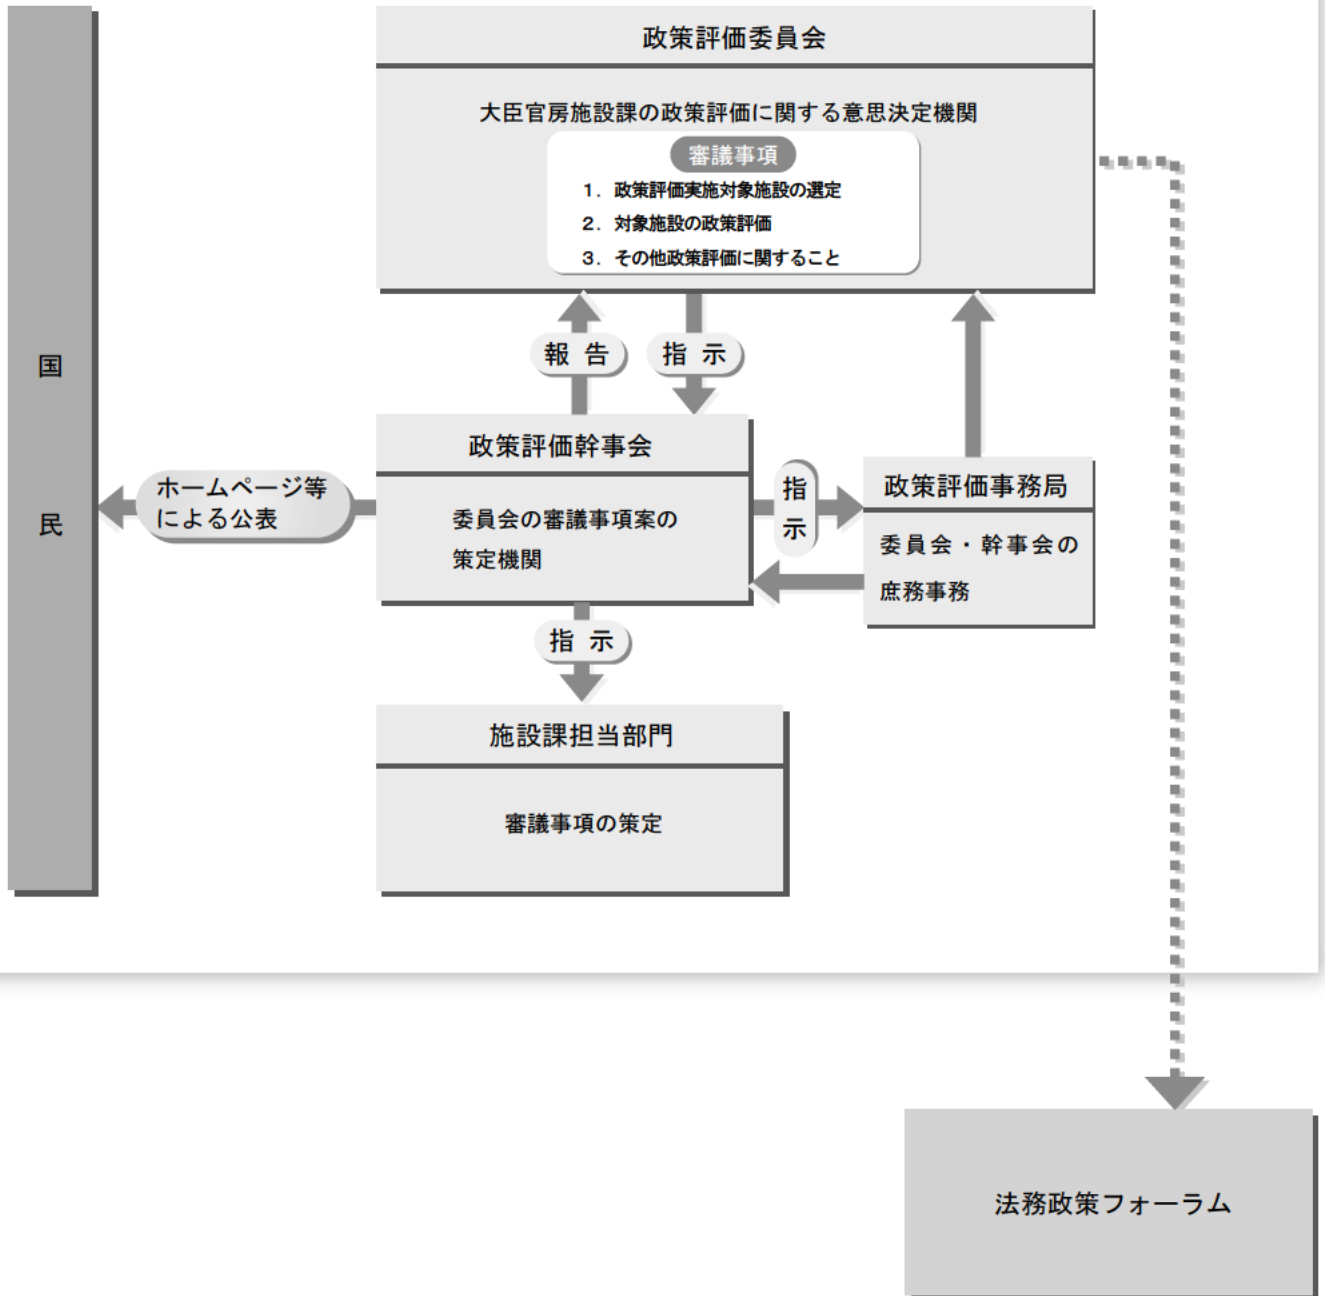 政策評価委員会
大臣官房施設課の政策評価に関する意思決定機関
審議事項
1．政策評価実施対象施設の選定
2．対象施設の政策評価
3．その他政策評価に関すること
報 告
指 示
国
民
ホームページ等
による公表
政策評価幹事会
委員会の審議事項案の
策定機関
指
示
政策評価事務局
委員会・幹事会の
庶務事務
指 示
施設課担当部門
審議事項の策定
法務政策フォーラム